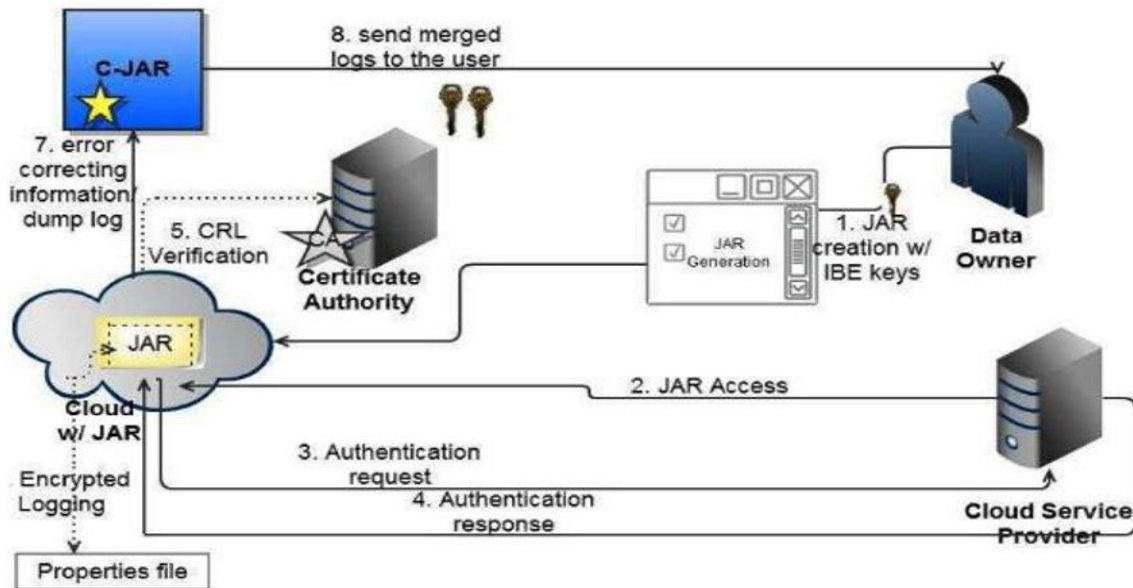 8. send merged
logs to the user
C-JAR
7. error
correcting
information/
dump log
5. CRL
Verification
CA
Certificate
Authority
JAR
Generation
1. JAR
creation w/
IBE keys
Data
Owner
JAR
Cloud
w/ JAR
2. JAR Access
3. Authentication
request
4. Authentication
response
Cloud Service
Provider
Encrypted
Logging
Properties file